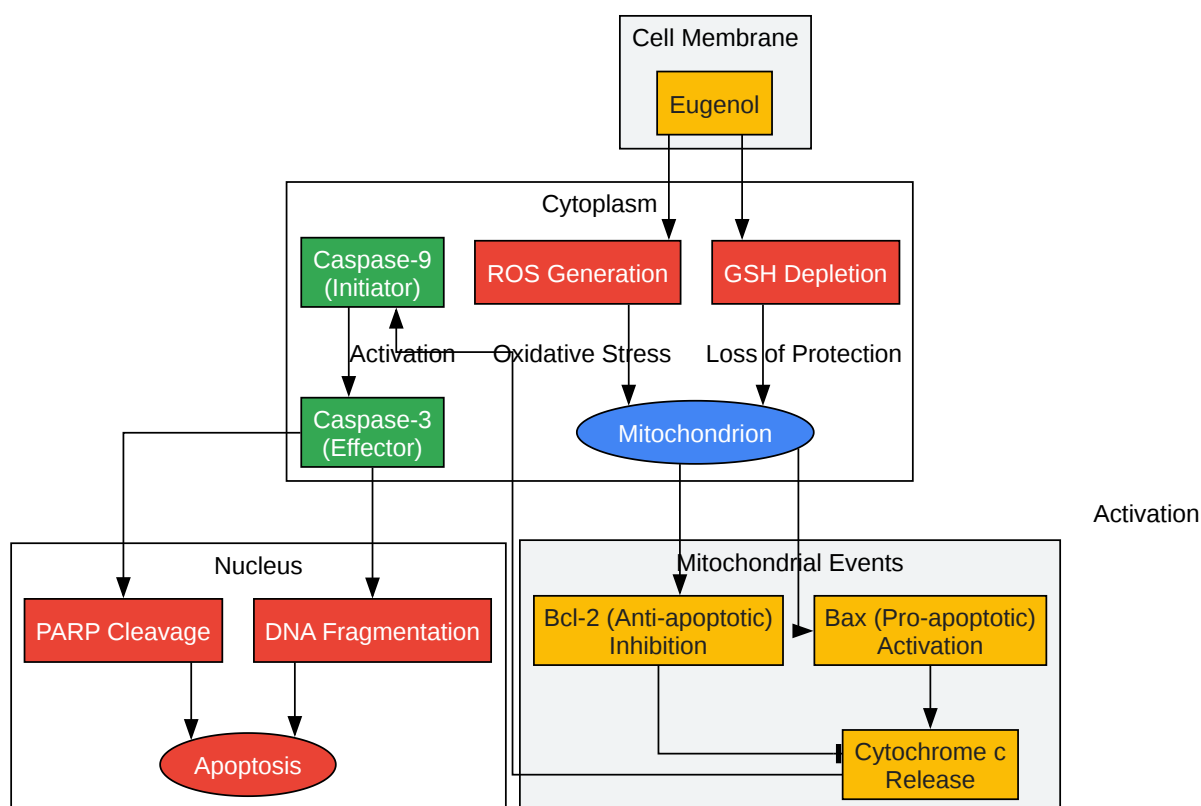 Cell Membrane
Eugenol
Cytoplasm
Caspase-9
(Initiator)
ROS Generation
GSH Depletion
Activation
Oxidative Stress
Loss of Protection
Caspase-3
(Effector)
Mitochondrion
Activation
Nucleus
Mitochondrial Events
PARP Cleavage
DNA Fragmentation
Bcl-2 (Anti-apoptotic)
Inhibition
Bax (Pro-apoptotic)
Activation
Apoptosis
Cytochrome c
Release